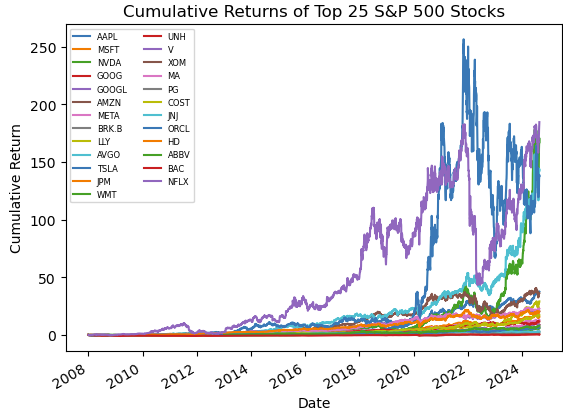 Cumulative Returns of Top 25 S&P 500 Stocks
Cumulative Return
250
200
150
100
50
0
AAPL
MSFT
NVDA
GOOG
GOOGL
AMZN
META
BRK.B
LLY
AVGO
TSLA
JPM
WMT
UNH
V
XOM
MA
PG
COST
JNJ
ORCL
HD
ABBV
BAC
NFLX
2008
2010
2012
2014
2016
2018
2020
2022
2024
Date